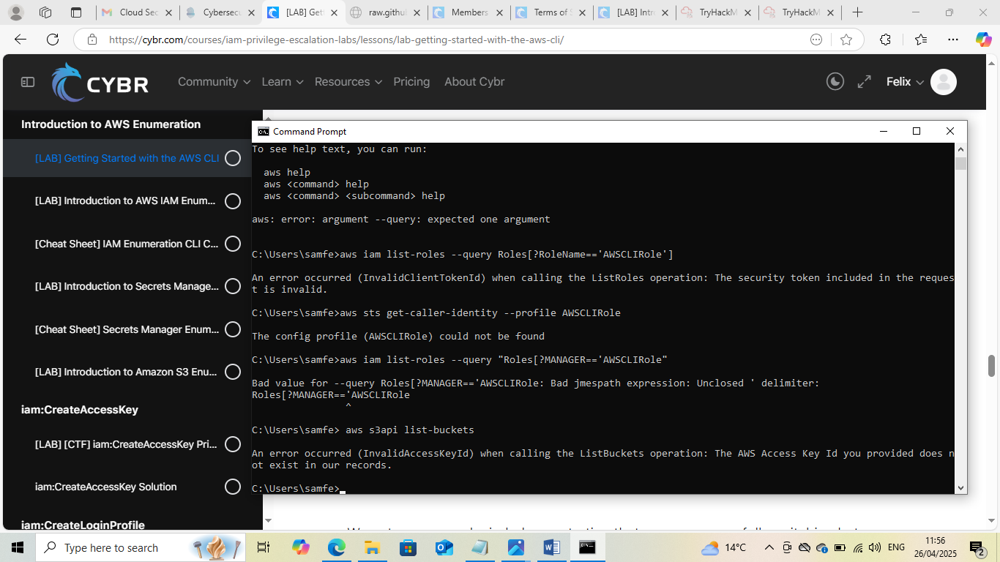 Cloud Sec
Cybersecu
[LAB] Get
raw.githu
Members
Terms of S
[LAB] Intr
TryHackM
TryHackM
https://cybr.com/courses/iam-privilege-escalation-labs/lessons/lab-getting-started-with-the-aws-cli/
CYBR
Community
Learn
Resources
Pricing
About Cybr
Felix
Introduction to AWS Enumeration
[LAB] Getting Started with the AWS CLI
[LAB] Introduction to AWS IAM Enum...
[Cheat Sheet] IAM Enumeration CLI C...
[LAB] Introduction to Secrets Manage...
[Cheat Sheet] Secrets Manager Enum...
[LAB] Introduction to Amazon S3 Enu...
iam:CreateAccessKey
[LAB] [CTF] iam:CreateAccessKey Pri...
iam:CreateAccessKey Solution
iam:CreateLoginProfile
Command Prompt
To see help text, you can run:
aws help
aws <command> help
aws <command> <subcommand> help
aws: error: argument --query: expected one argument
C:\Users\samfe>aws iam list-roles --query Roles[?RoleName=='AWSCLIRole']
An error occurred (InvalidClientTokenId) when calling the ListRoles operation: The security token included in the reques
t is invalid.
C:\Users\samfe>aws sts get-caller-identity --profile AWSCLIRole
The config profile (AWSCLIRole) could not be found
C:\Users\samfe>aws iam list-roles --query "Roles[?MANAGER=='AWSCLIRole"
Bad value for --query Roles[?MANAGER=='AWSCLIRole: Bad jmespath expression: Unclosed ' delimiter:
Roles[?MANAGER=='AWSCLIRole
^
C:\Users\samfe> aws s3api list-buckets
An error occurred (InvalidAccessKeyId) when calling the ListBuckets operation: The AWS Access Key Id you provided does n
ot exist in our records.
C:\Users\samfe>
Type here to search
14°C
ENG
11:56
26/04/2025
2